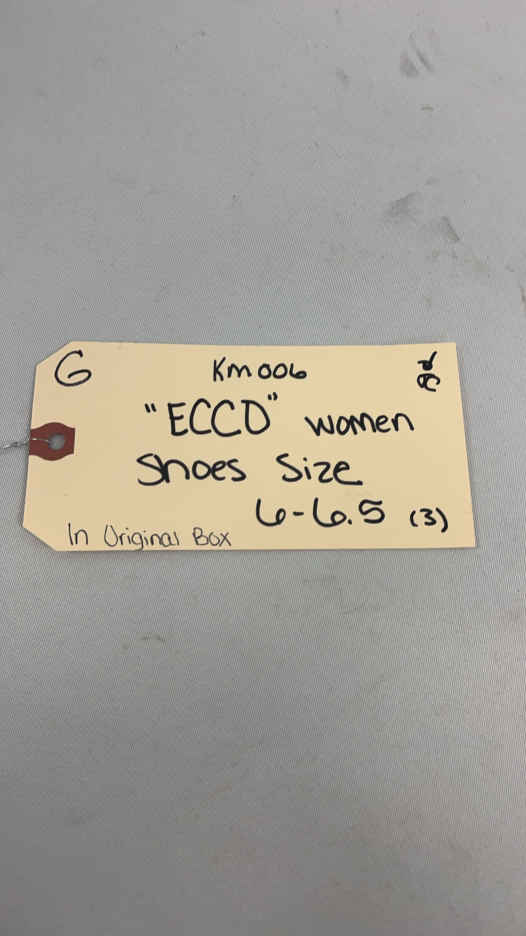 G
Km006
"ECCO" women
Shoes Size
6-6.5 (3)
In Original Box